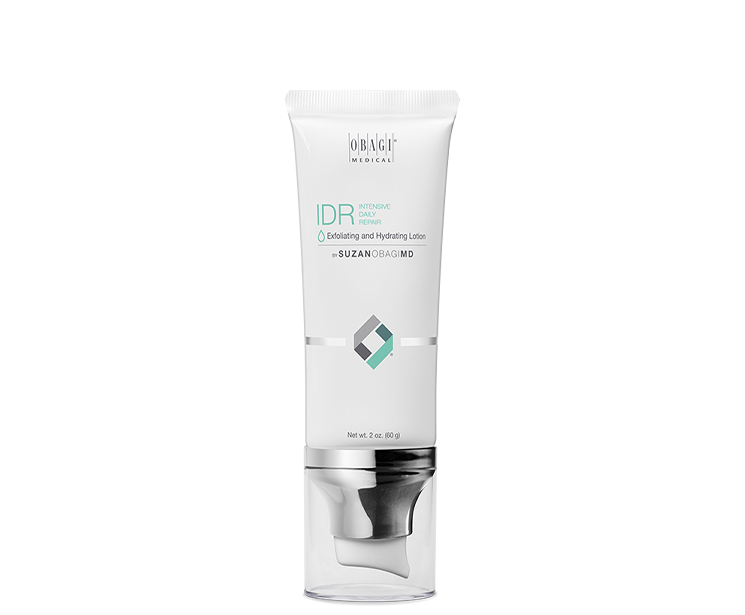 OBAGI®
MEDICAL
IDR INTENSIVE
DAILY
REPAIR
Exfoliating and Hydrating Lotion
BY SUZANOBAGIMD
Net wt. 2 oz. (60 g)